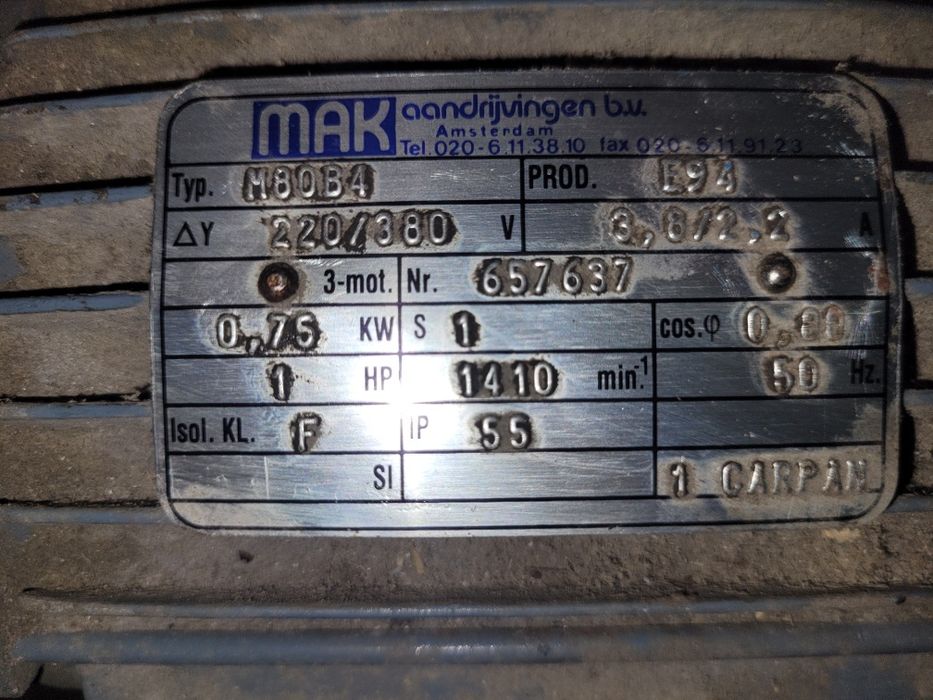 MAK aandrijvingen b.v.
Amsterdam
Tel. 020-6.11.38.10 fax 020-6.11.91.23
Typ. M80B4 PROD. E94
ΔY 220/380 V 3,8/2.2 A
3-mot. Nr. 657637
0,75 KW S 1 cos.φ 0,80
1 HP 1410 min.-1 50 Hz.
Isol. KL. F IP 55
SI 1 CARPAN